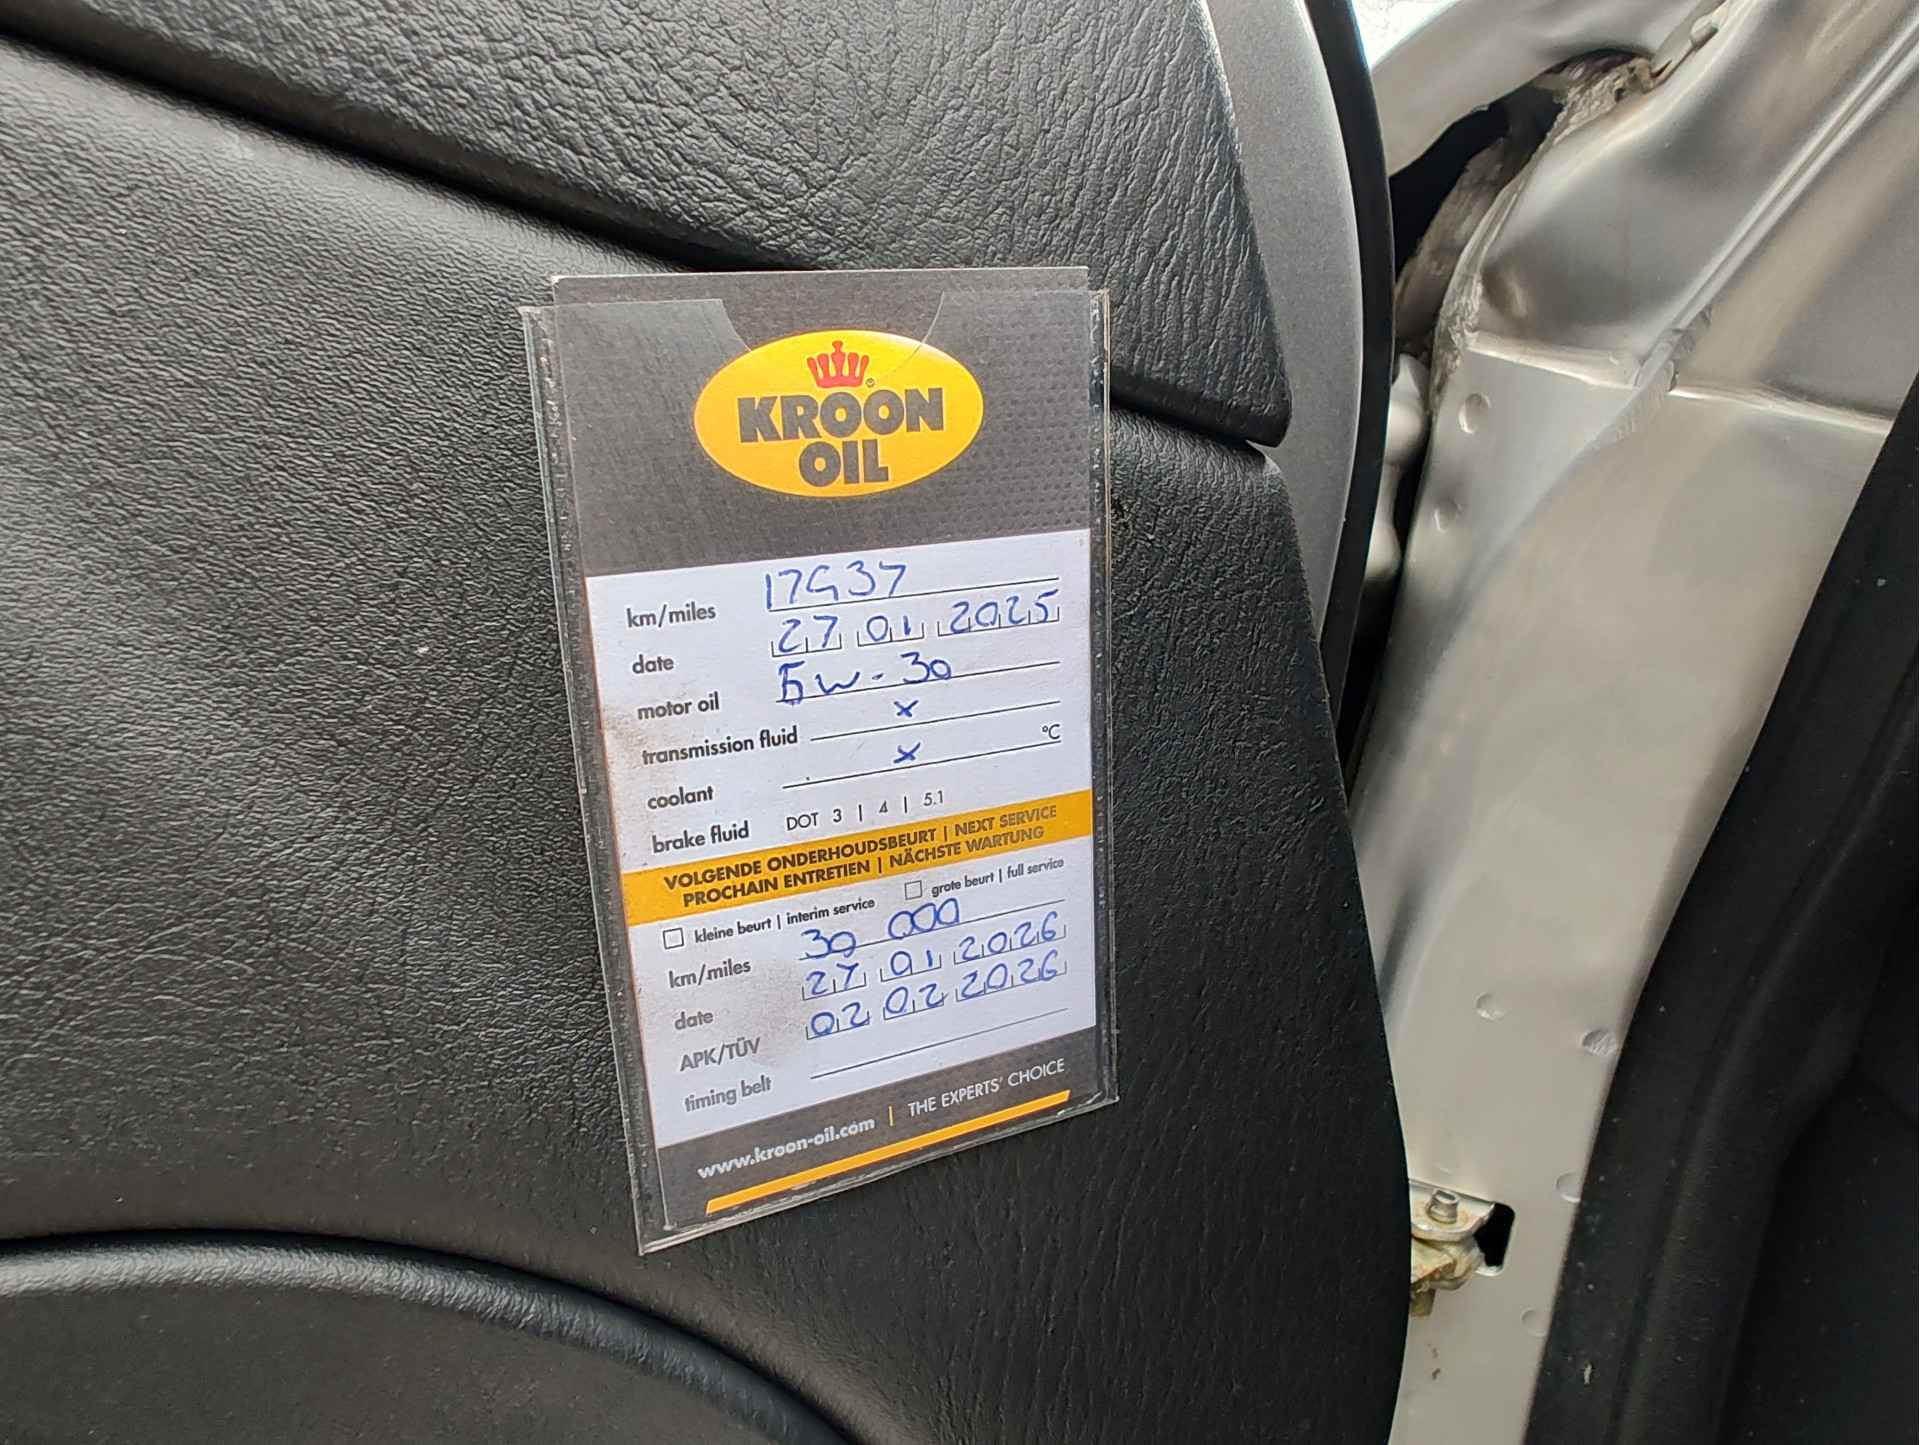 KROON
OIL
km/miles 17937
date 27 01 2025
motor oil 5w-30
transmission fluid x
coolant x °C
brake fluid DOT 3 | 4 | 5.1
VOLGENDE ONDERHOUDSBEURT | NEXT SERVICE
PROCHAIN ENTRETIEN | NÄCHSTE WARTUNG
kleine beurt | interim service grote beurt | full service
km/miles 30 000
date 27 01 2026
APK/TÜV 02 02 2026
timing belt
www.kroon-oil.com | THE EXPERTS' CHOICE